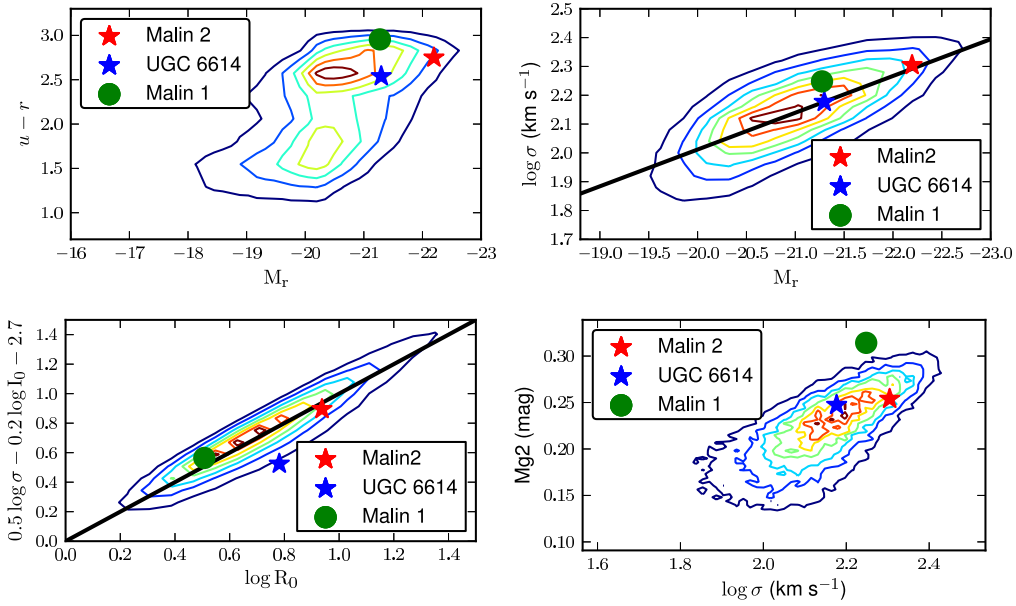 3.0
2.5
2.0
1.5
1.0
u − r
Malin 2
UGC 6614
Malin 1
−16 −17 −18 −19 −20 −21 −22 −23
M_r
2.5
2.4
2.3
2.2
2.1
2.0
1.9
1.8
1.7
log σ (km s⁻¹)
Malin2
UGC 6614
Malin 1
−19.0 −19.5 −20.0 −20.5 −21.0 −21.5 −22.0 −22.5 −23.0
M_r
1.4
1.2
1.0
0.8
0.6
0.4
0.2
0.0
0.5 log σ − 0.2 log I₀ − 2.7
Malin2
UGC 6614
Malin 1
0.0 0.2 0.4 0.6 0.8 1.0 1.2 1.4
log R₀
0.30
0.25
0.20
0.15
0.10
Mg2 (mag)
Malin 2
UGC 6614
Malin 1
1.6 1.8 2.0 2.2 2.4
log σ (km s⁻¹)